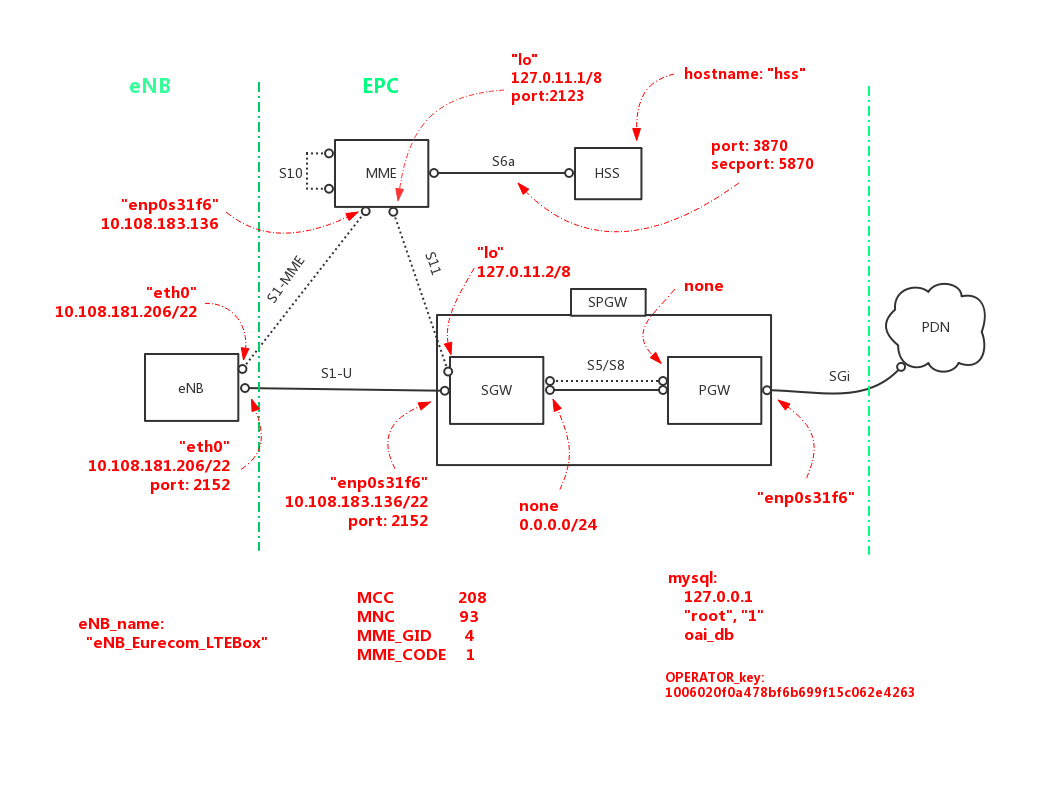 "lo"
127.0.11.1/8
port:2123
hostname: "hss"
eNB
EPC
port: 3870
secport: 5870
S10
MME
S6a
HSS
"enp0s31f6"
10.108.183.136
S1-MME
S11
"lo"
127.0.11.2/8
"eth0"
10.108.181.206/22
none
SPGW
PDN
eNB
S1-U
SGW
S5/S8
PGW
SGi
"eth0"
10.108.181.206/22
port: 2152
"enp0s31f6"
10.108.183.136/22
port: 2152
none
0.0.0.0/24
"enp0s31f6"
eNB_name:
"eNB_Eurecom_LTEBox"
MCC 208
MNC 93
MME_GID 4
MME_CODE 1
mysql:
127.0.0.1
"root", "1"
oai_db
OPERATOR_key:
1006020f0a478bf6b699f15c062e4263